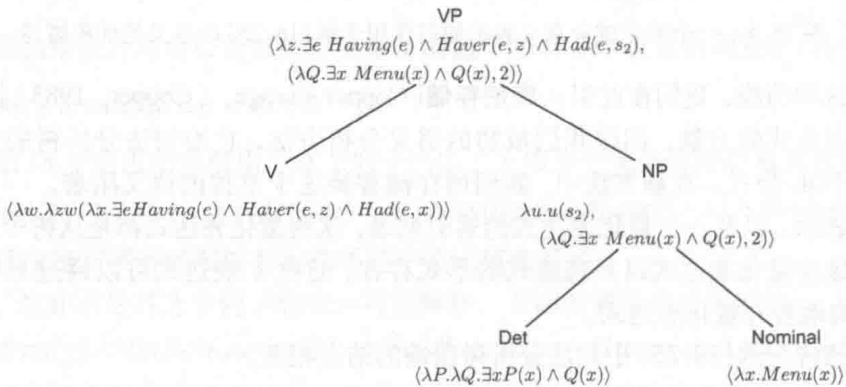 VP
⟨λz.∃e Having(e) ∧ Haver(e, z) ∧ Had(e, s₂),
(λQ.∃x Menu(x) ∧ Q(x), 2)⟩
V NP
⟨λw.λzw(λx.∃eHaving(e) ∧ Haver(e, z) ∧ Had(e, x))⟩ λu.u(s₂),
(λQ.∃x Menu(x) ∧ Q(x), 2)⟩
Det Nominal
⟨λP.λQ.∃xP(x) ∧ Q(x)⟩ ⟨λx.Menu(x)⟩